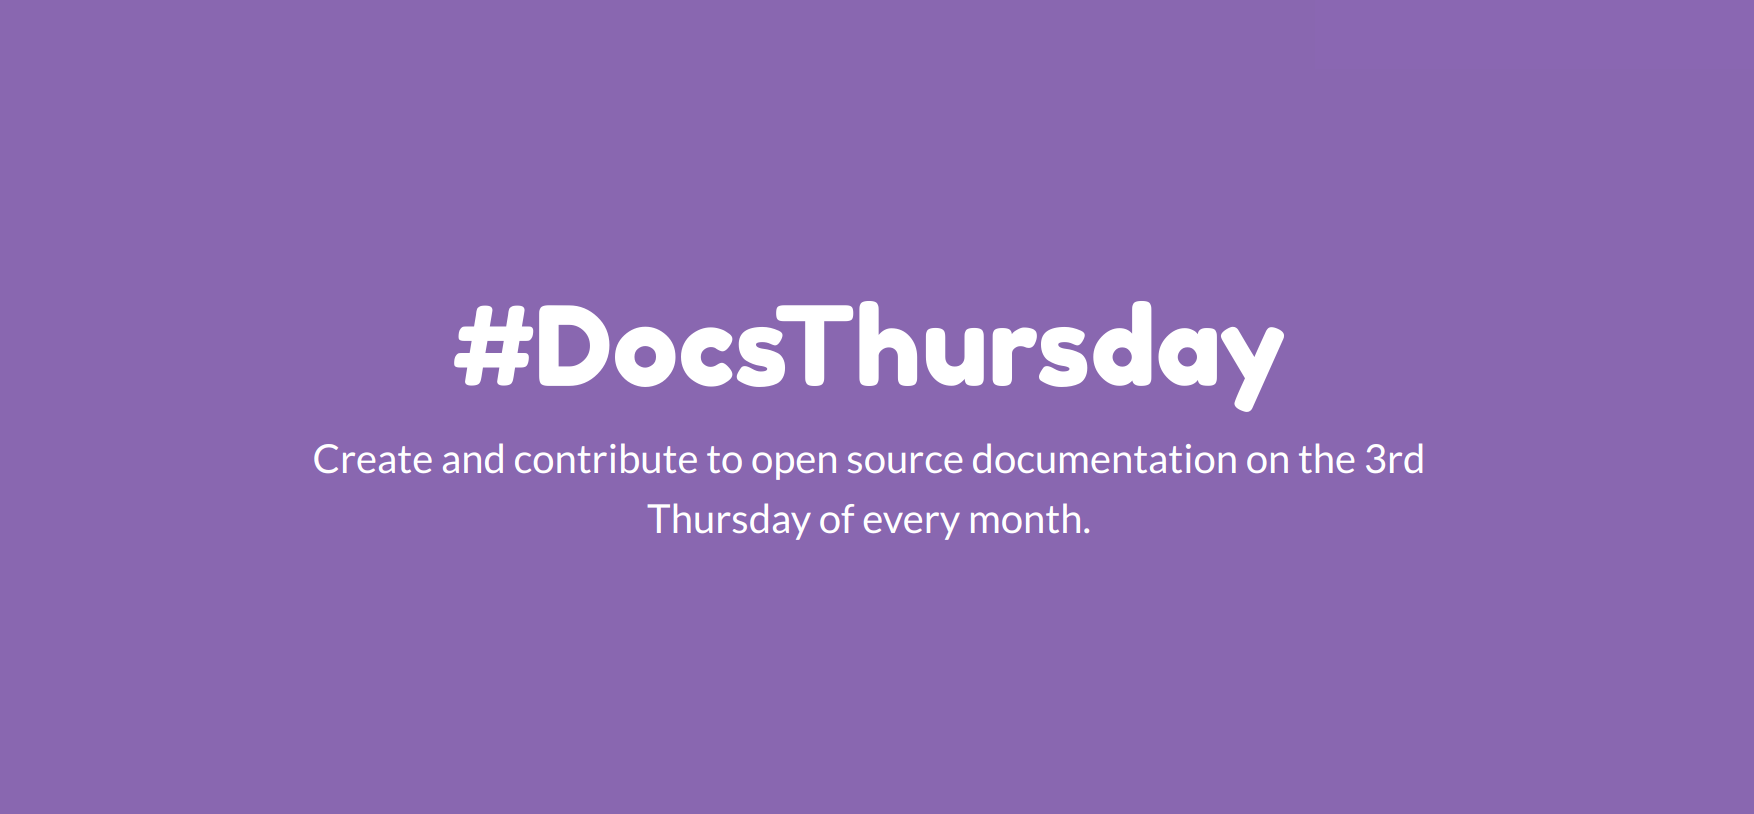 #DocsThursday
Create and contribute to open source documentation on the 3rd
Thursday of every month.